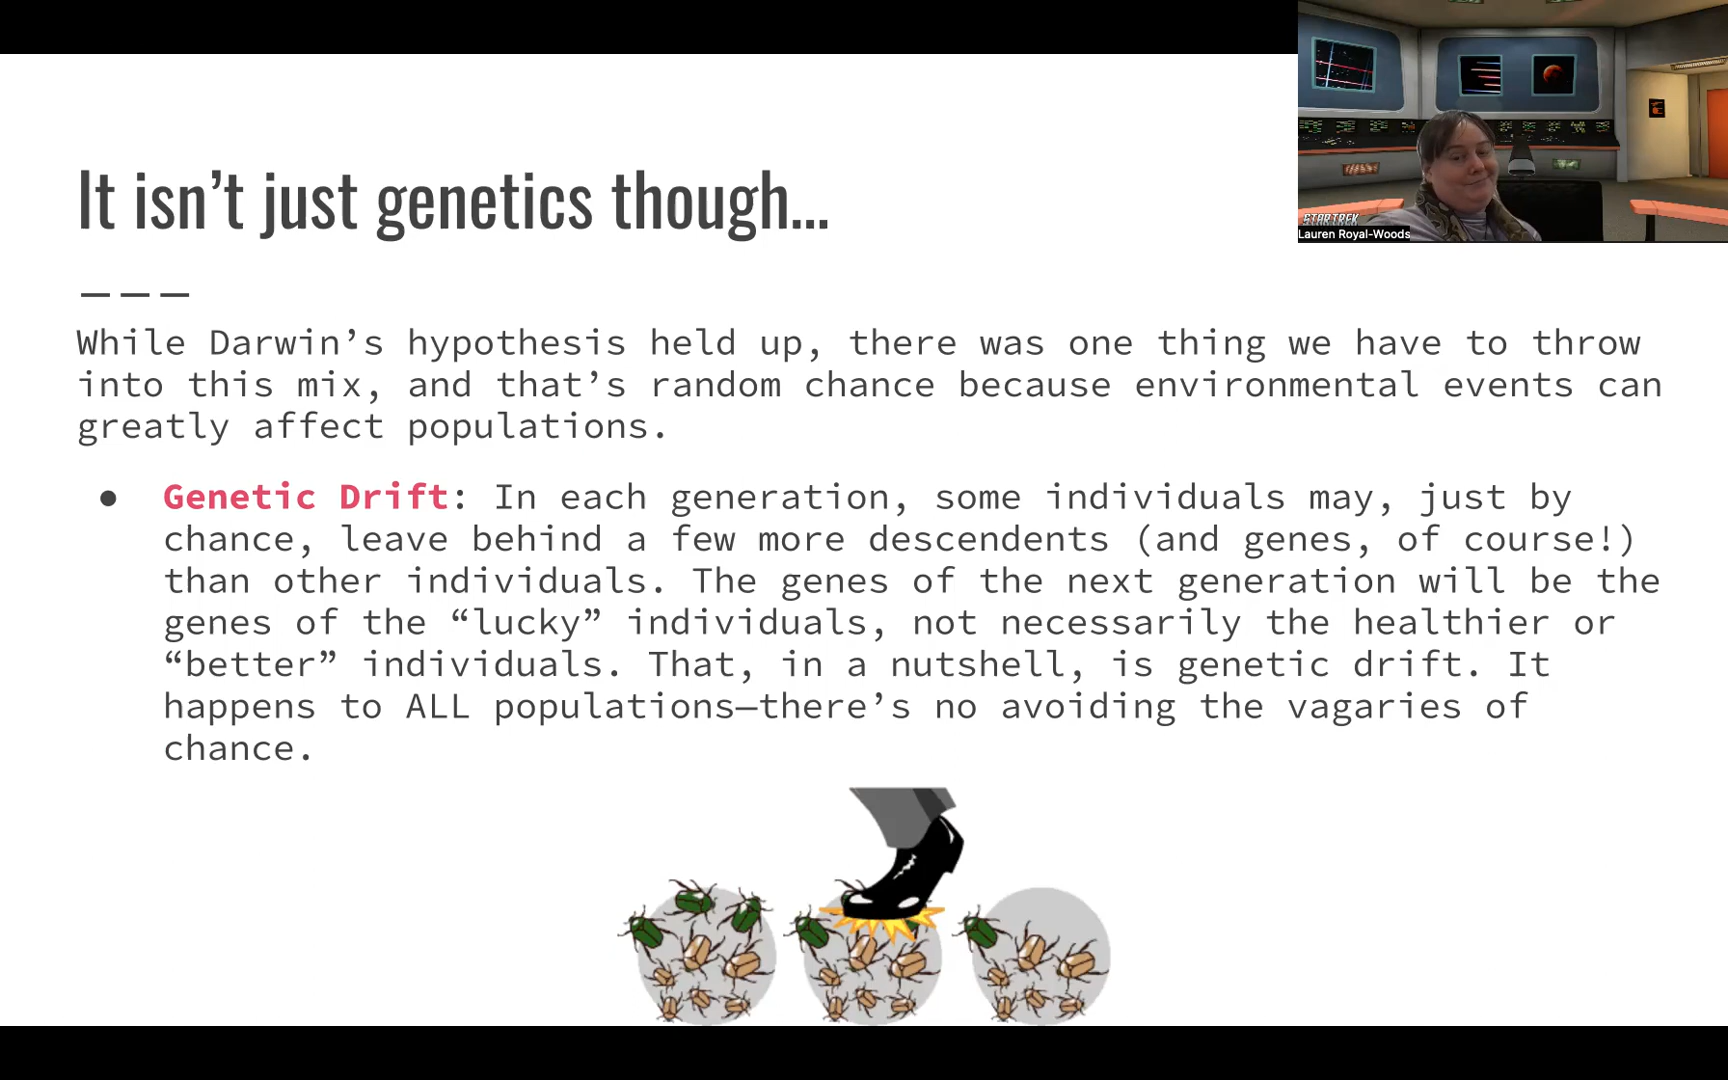 STAR TREK
Lauren Royal-Woods
It isn’t just genetics though…
While Darwin’s hypothesis held up, there was one thing we have to throw
into this mix, and that’s random chance because environmental events can
greatly affect populations.
● Genetic Drift: In each generation, some individuals may, just by
chance, leave behind a few more descendents (and genes, of course!)
than other individuals. The genes of the next generation will be the
genes of the “lucky” individuals, not necessarily the healthier or
“better” individuals. That, in a nutshell, is genetic drift. It
happens to ALL populations—there’s no avoiding the vagaries of
chance.